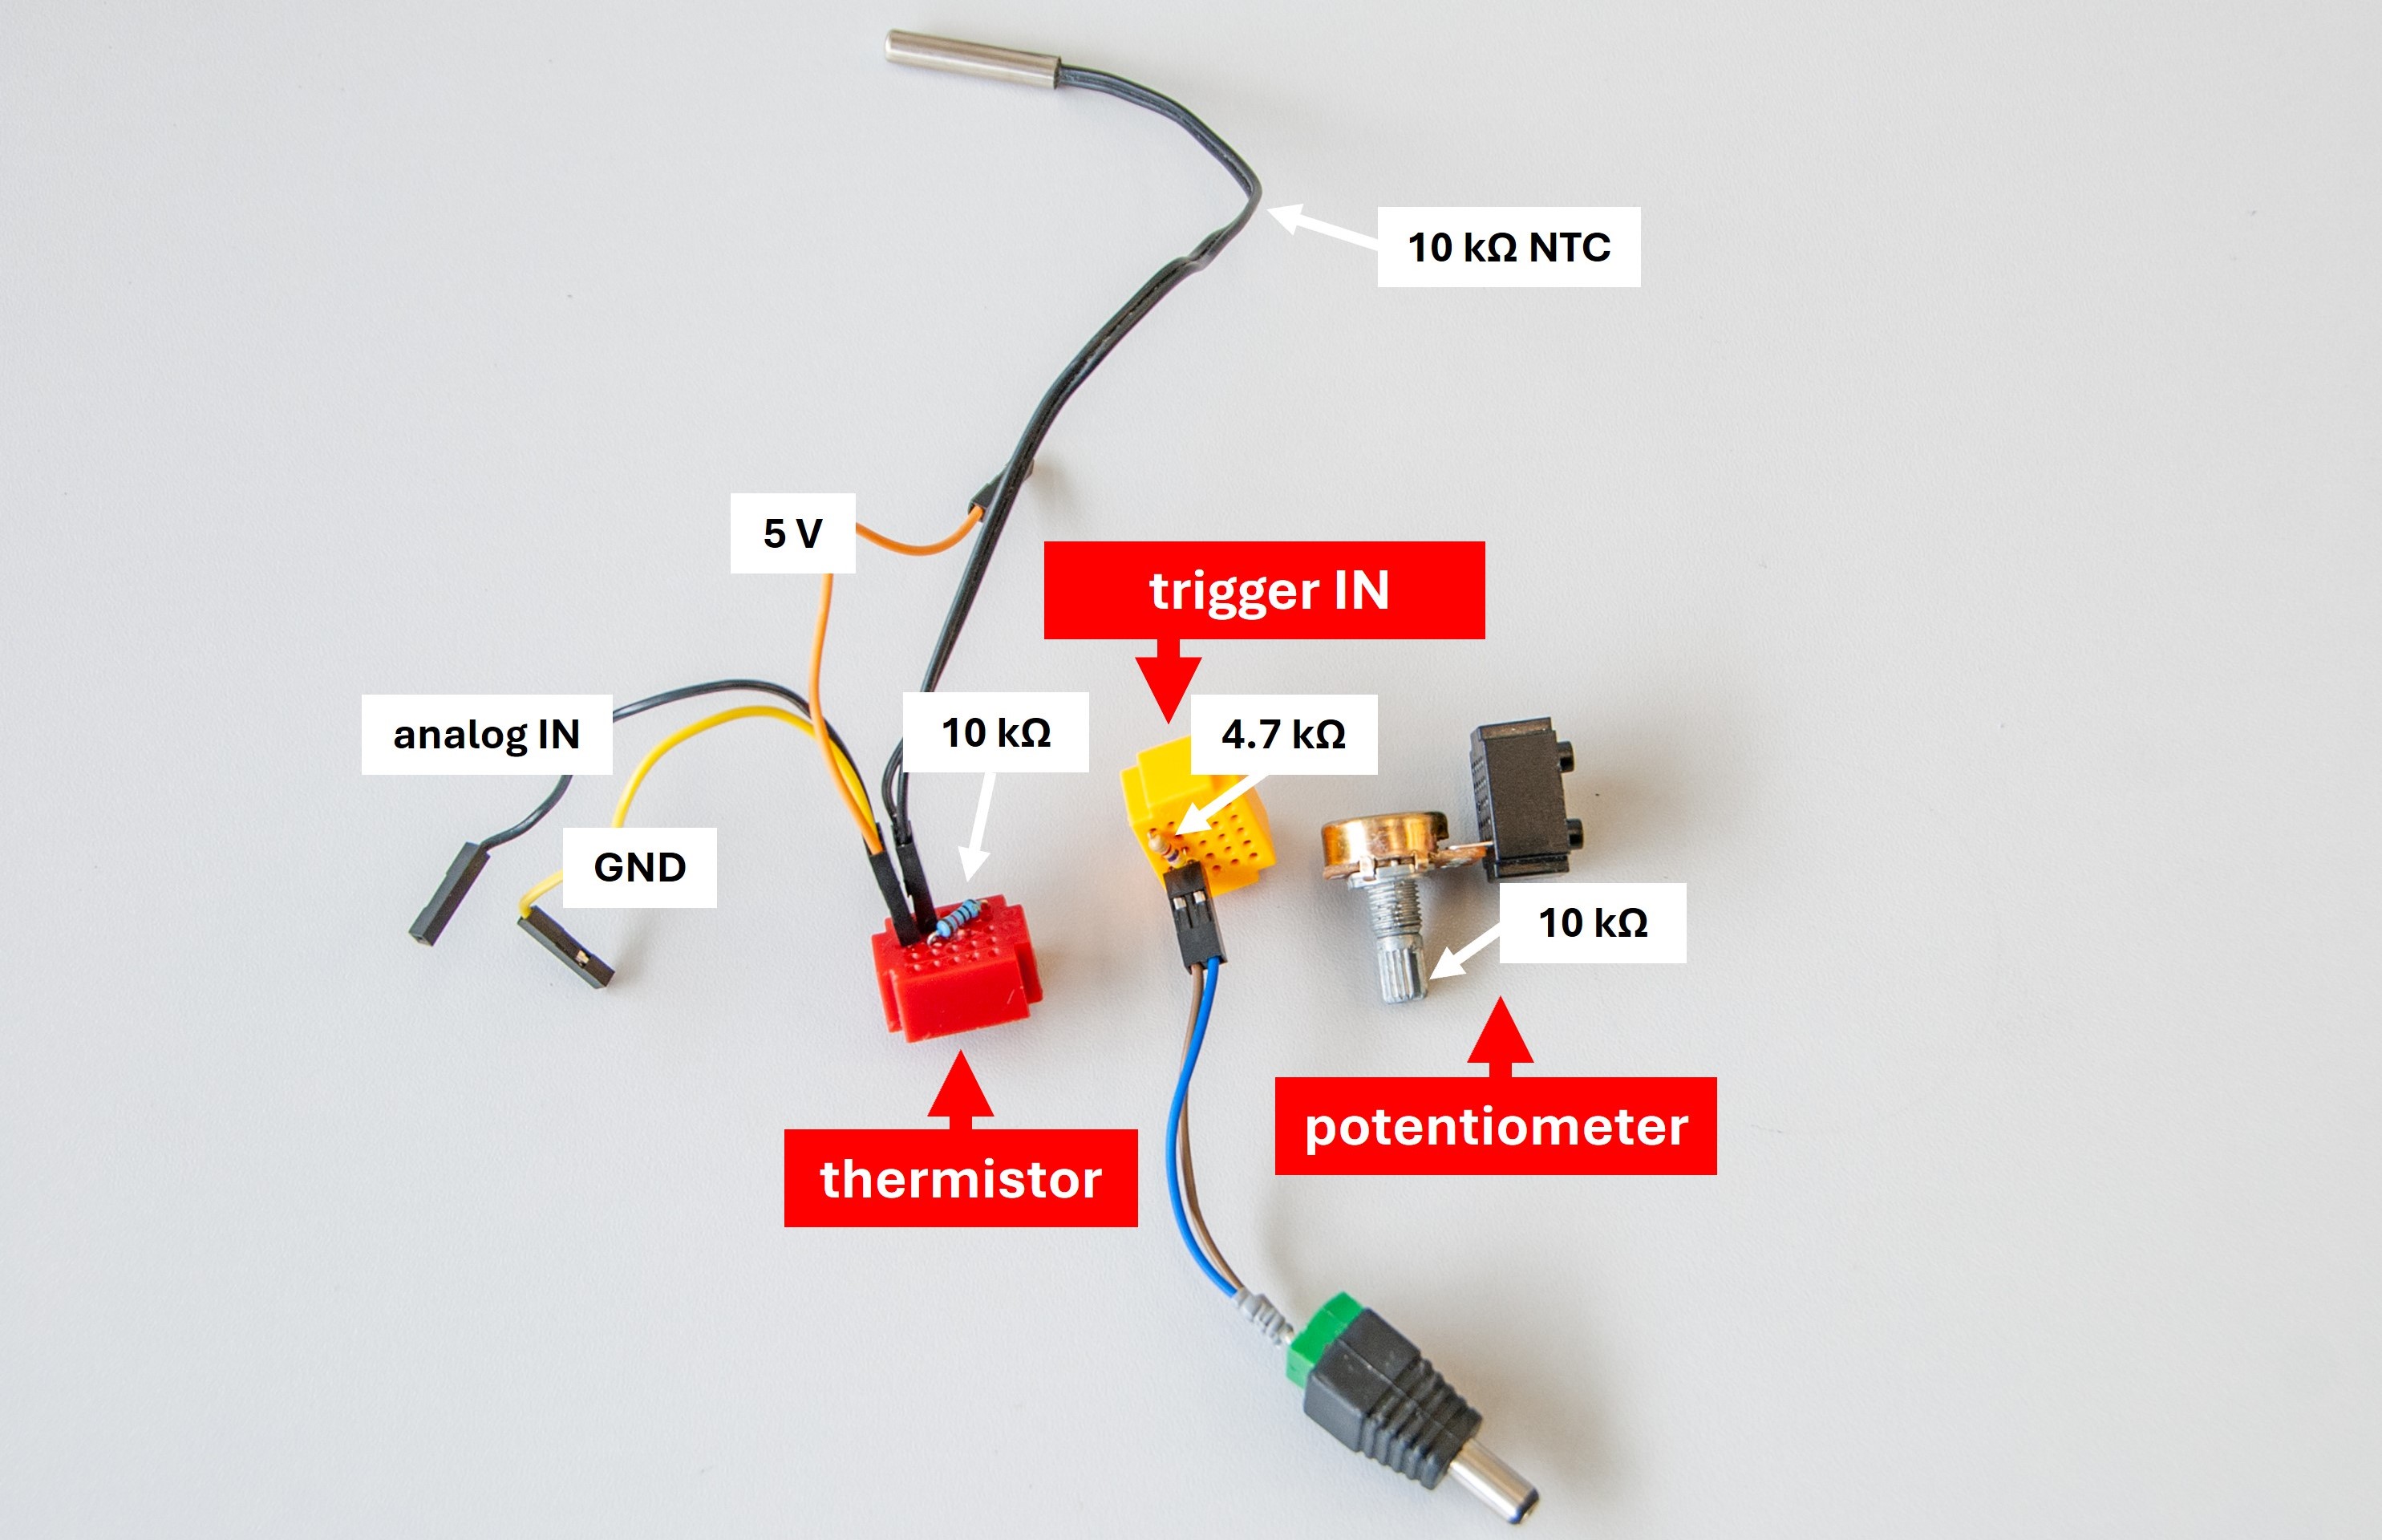 10 kΩ NTC
5 V
trigger IN
analog IN
10 kΩ
4.7 kΩ
GND
10 kΩ
potentiometer
thermistor